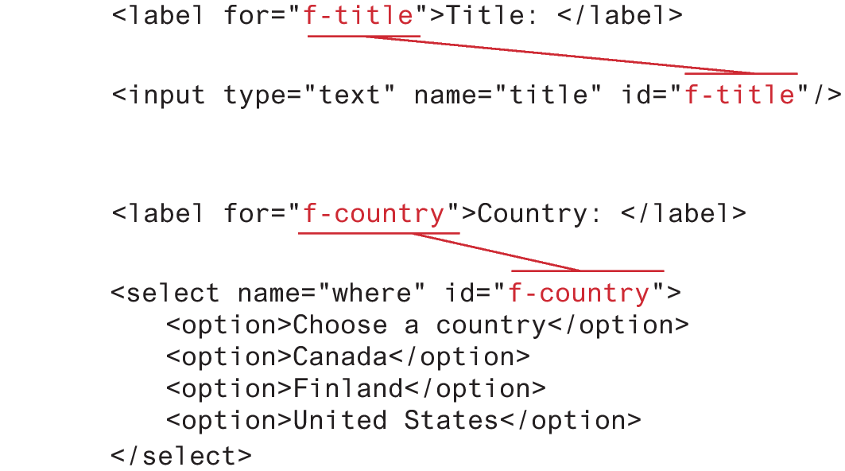 <label for="f-title">Title: </label>
<input type="text" name="title" id="f-title"/>
<label for="f-country">Country: </label>
<select name="where" id="f-country">
<option>Choose a country</option>
<option>Canada</option>
<option>Finland</option>
<option>United States</option>
</select>